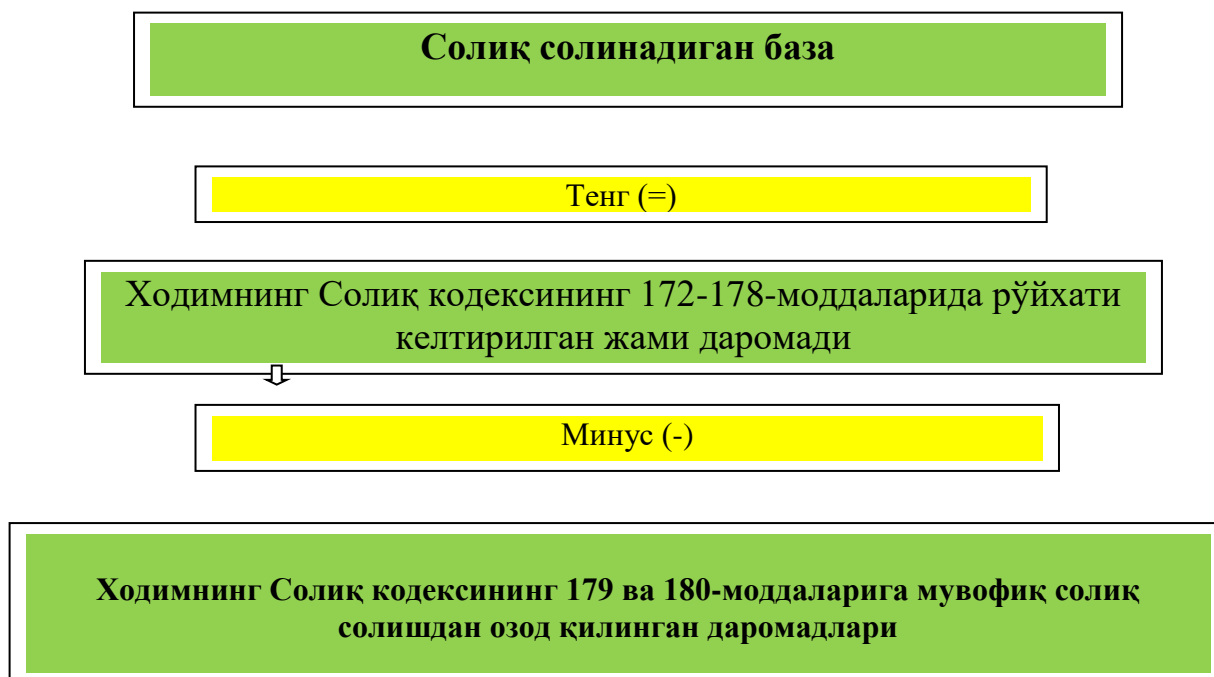 Солиқ солинадиган база
Тенг (=)
Ходимнинг Солиқ кодексининг 172-178-моддаларида рўйхати
келтирилган жами даромади
Минус (-)
Ходимнинг Солиқ кодексининг 179 ва 180-моддаларига мувофиқ солиқ
солишдан озод қилинган даромадлари